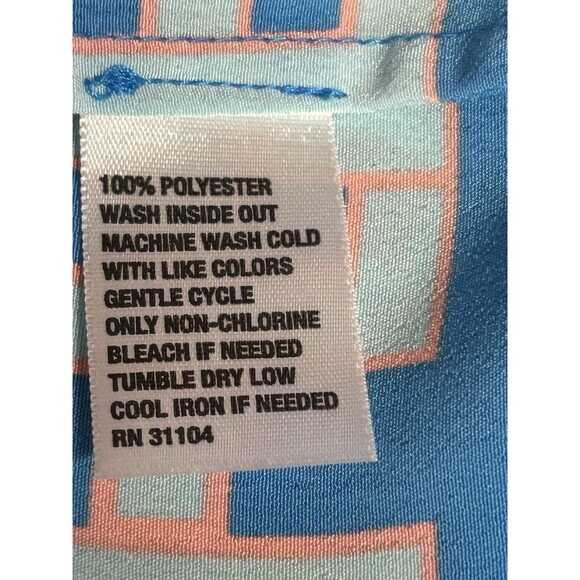 100% POLYESTER
WASH INSIDE OUT
MACHINE WASH COLD
WITH LIKE COLORS
GENTLE CYCLE
ONLY NON-CHLORINE
BLEACH IF NEEDED
TUMBLE DRY LOW
COOL IRON IF NEEDED
RN 31104